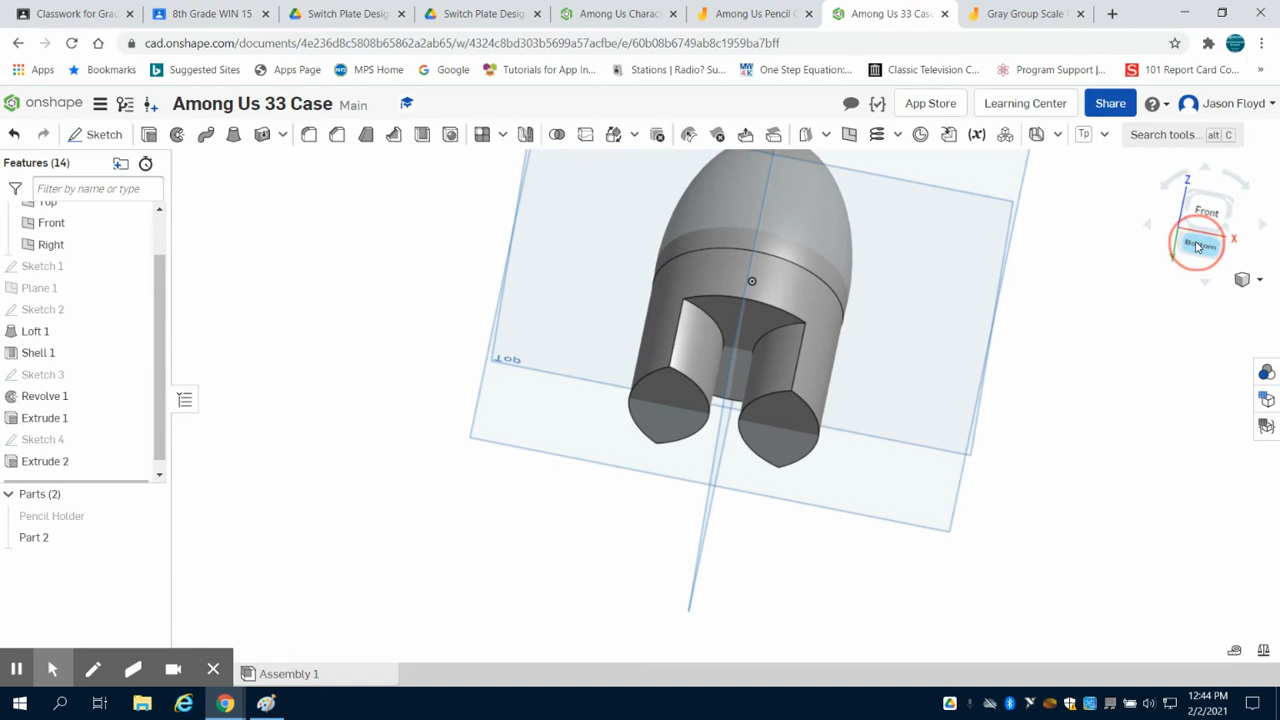 Classwork for Grad
8th Grade WIN 15
Switch Plate Desig
Switch Plate Desig
Among Us Charac
Among Us Pencil C
Among Us 33 Cas
Gray Group Scale
cad.onshape.com/documents/4e236d8c5808b65862a2ab65/w/4324c8bd303b5699a57acfbe/e/60b08b6749ab8c1959ba7bff
Apps
Bookmarks
Suggested Sites
Apps Page
MPS Home
Google
Tutorials for App In...
Stations | Radio? Su...
One Step Equation:...
Classic Television C...
Program Support |...
101 Report Card Co...
onshape
Among Us 33 Case
Main
App Store
Learning Center
Share
Jason Floyd
Sketch
Tp
Search tools...
alt
C
Features (14)
Filter by name or type
Top
Front
Right
Sketch 1
Plane 1
Sketch 2
Loft 1
Shell 1
Sketch 3
Revolve 1
Extrude 1
Sketch 4
Extrude 2
Parts (2)
Pencil Holder
Part 2
Top
Z
Front
X
Bottom
Assembly 1
12:44 PM
2/2/2021